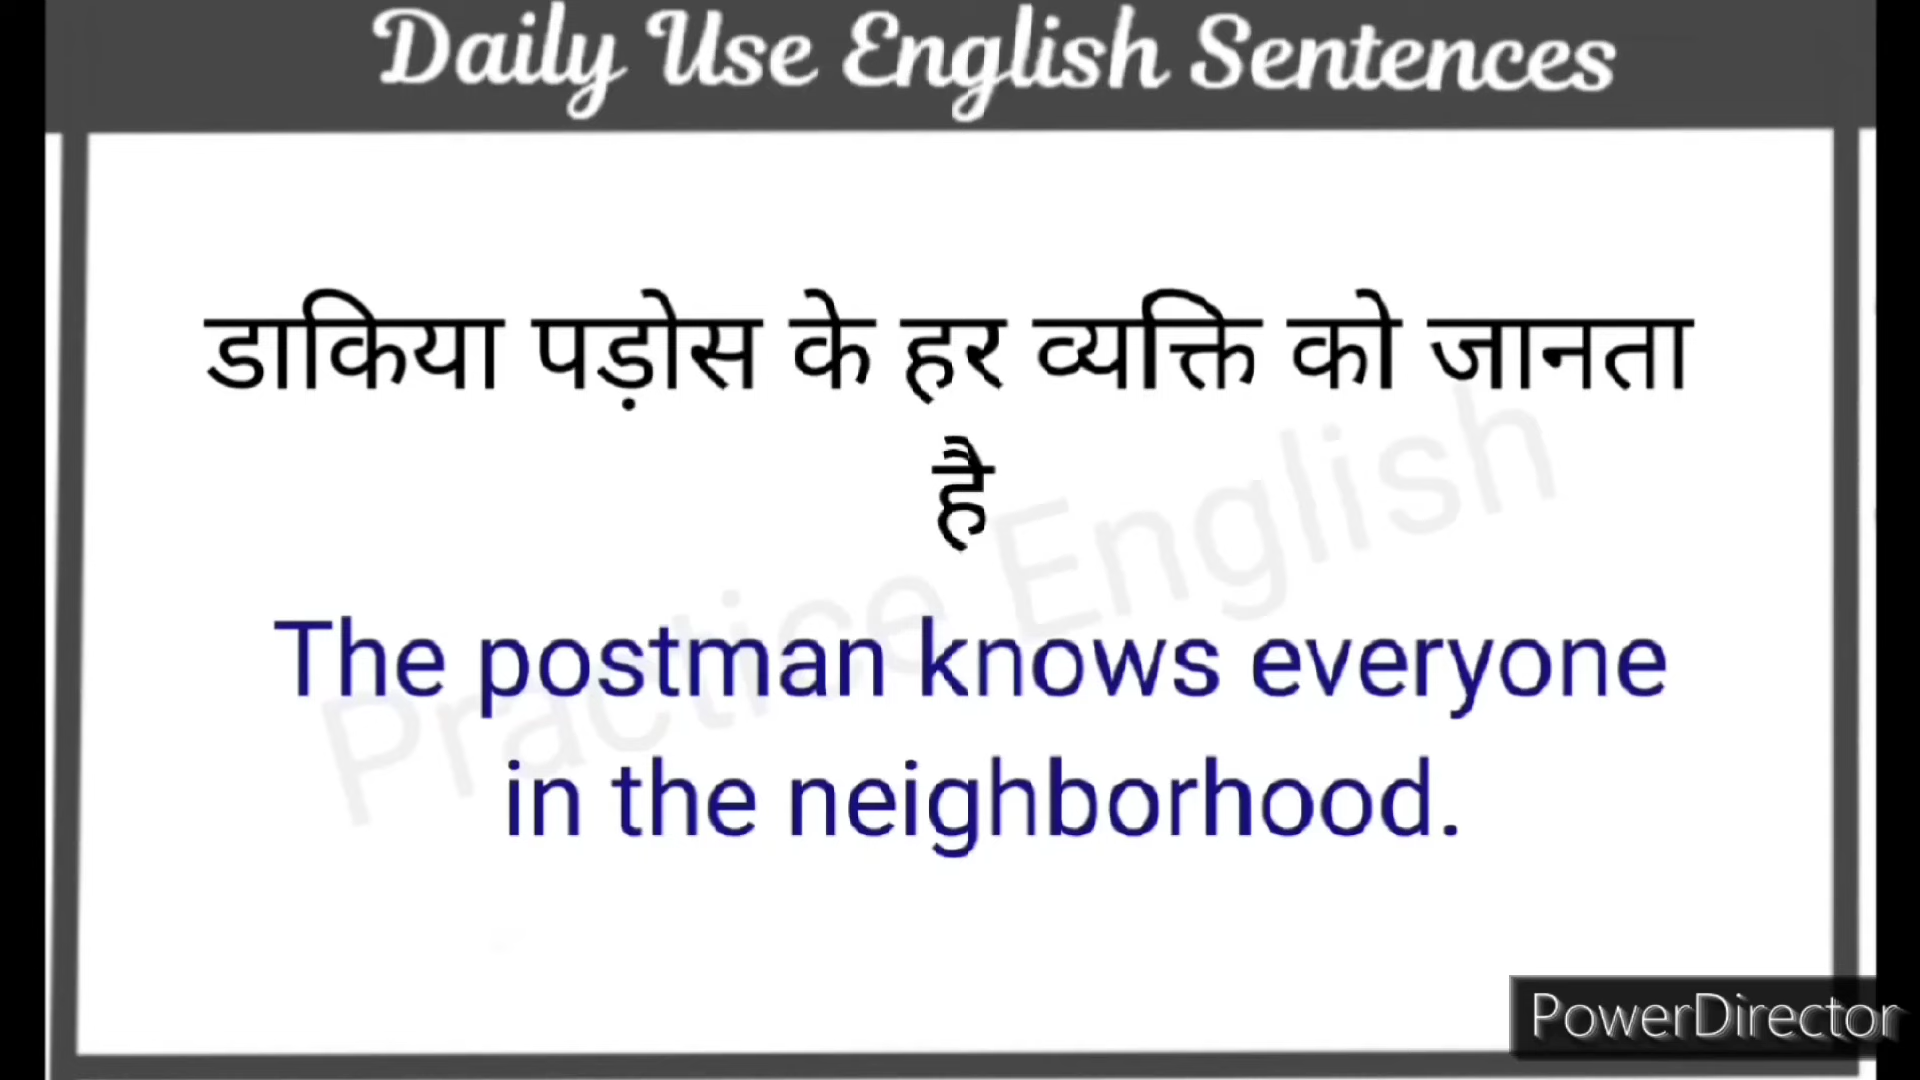 Daily Use English Sentences
डाकिया पड़ोस के हर व्यक्ति को जानता
है
The postman knows everyone
in the neighborhood.
Practice English
PowerDirector